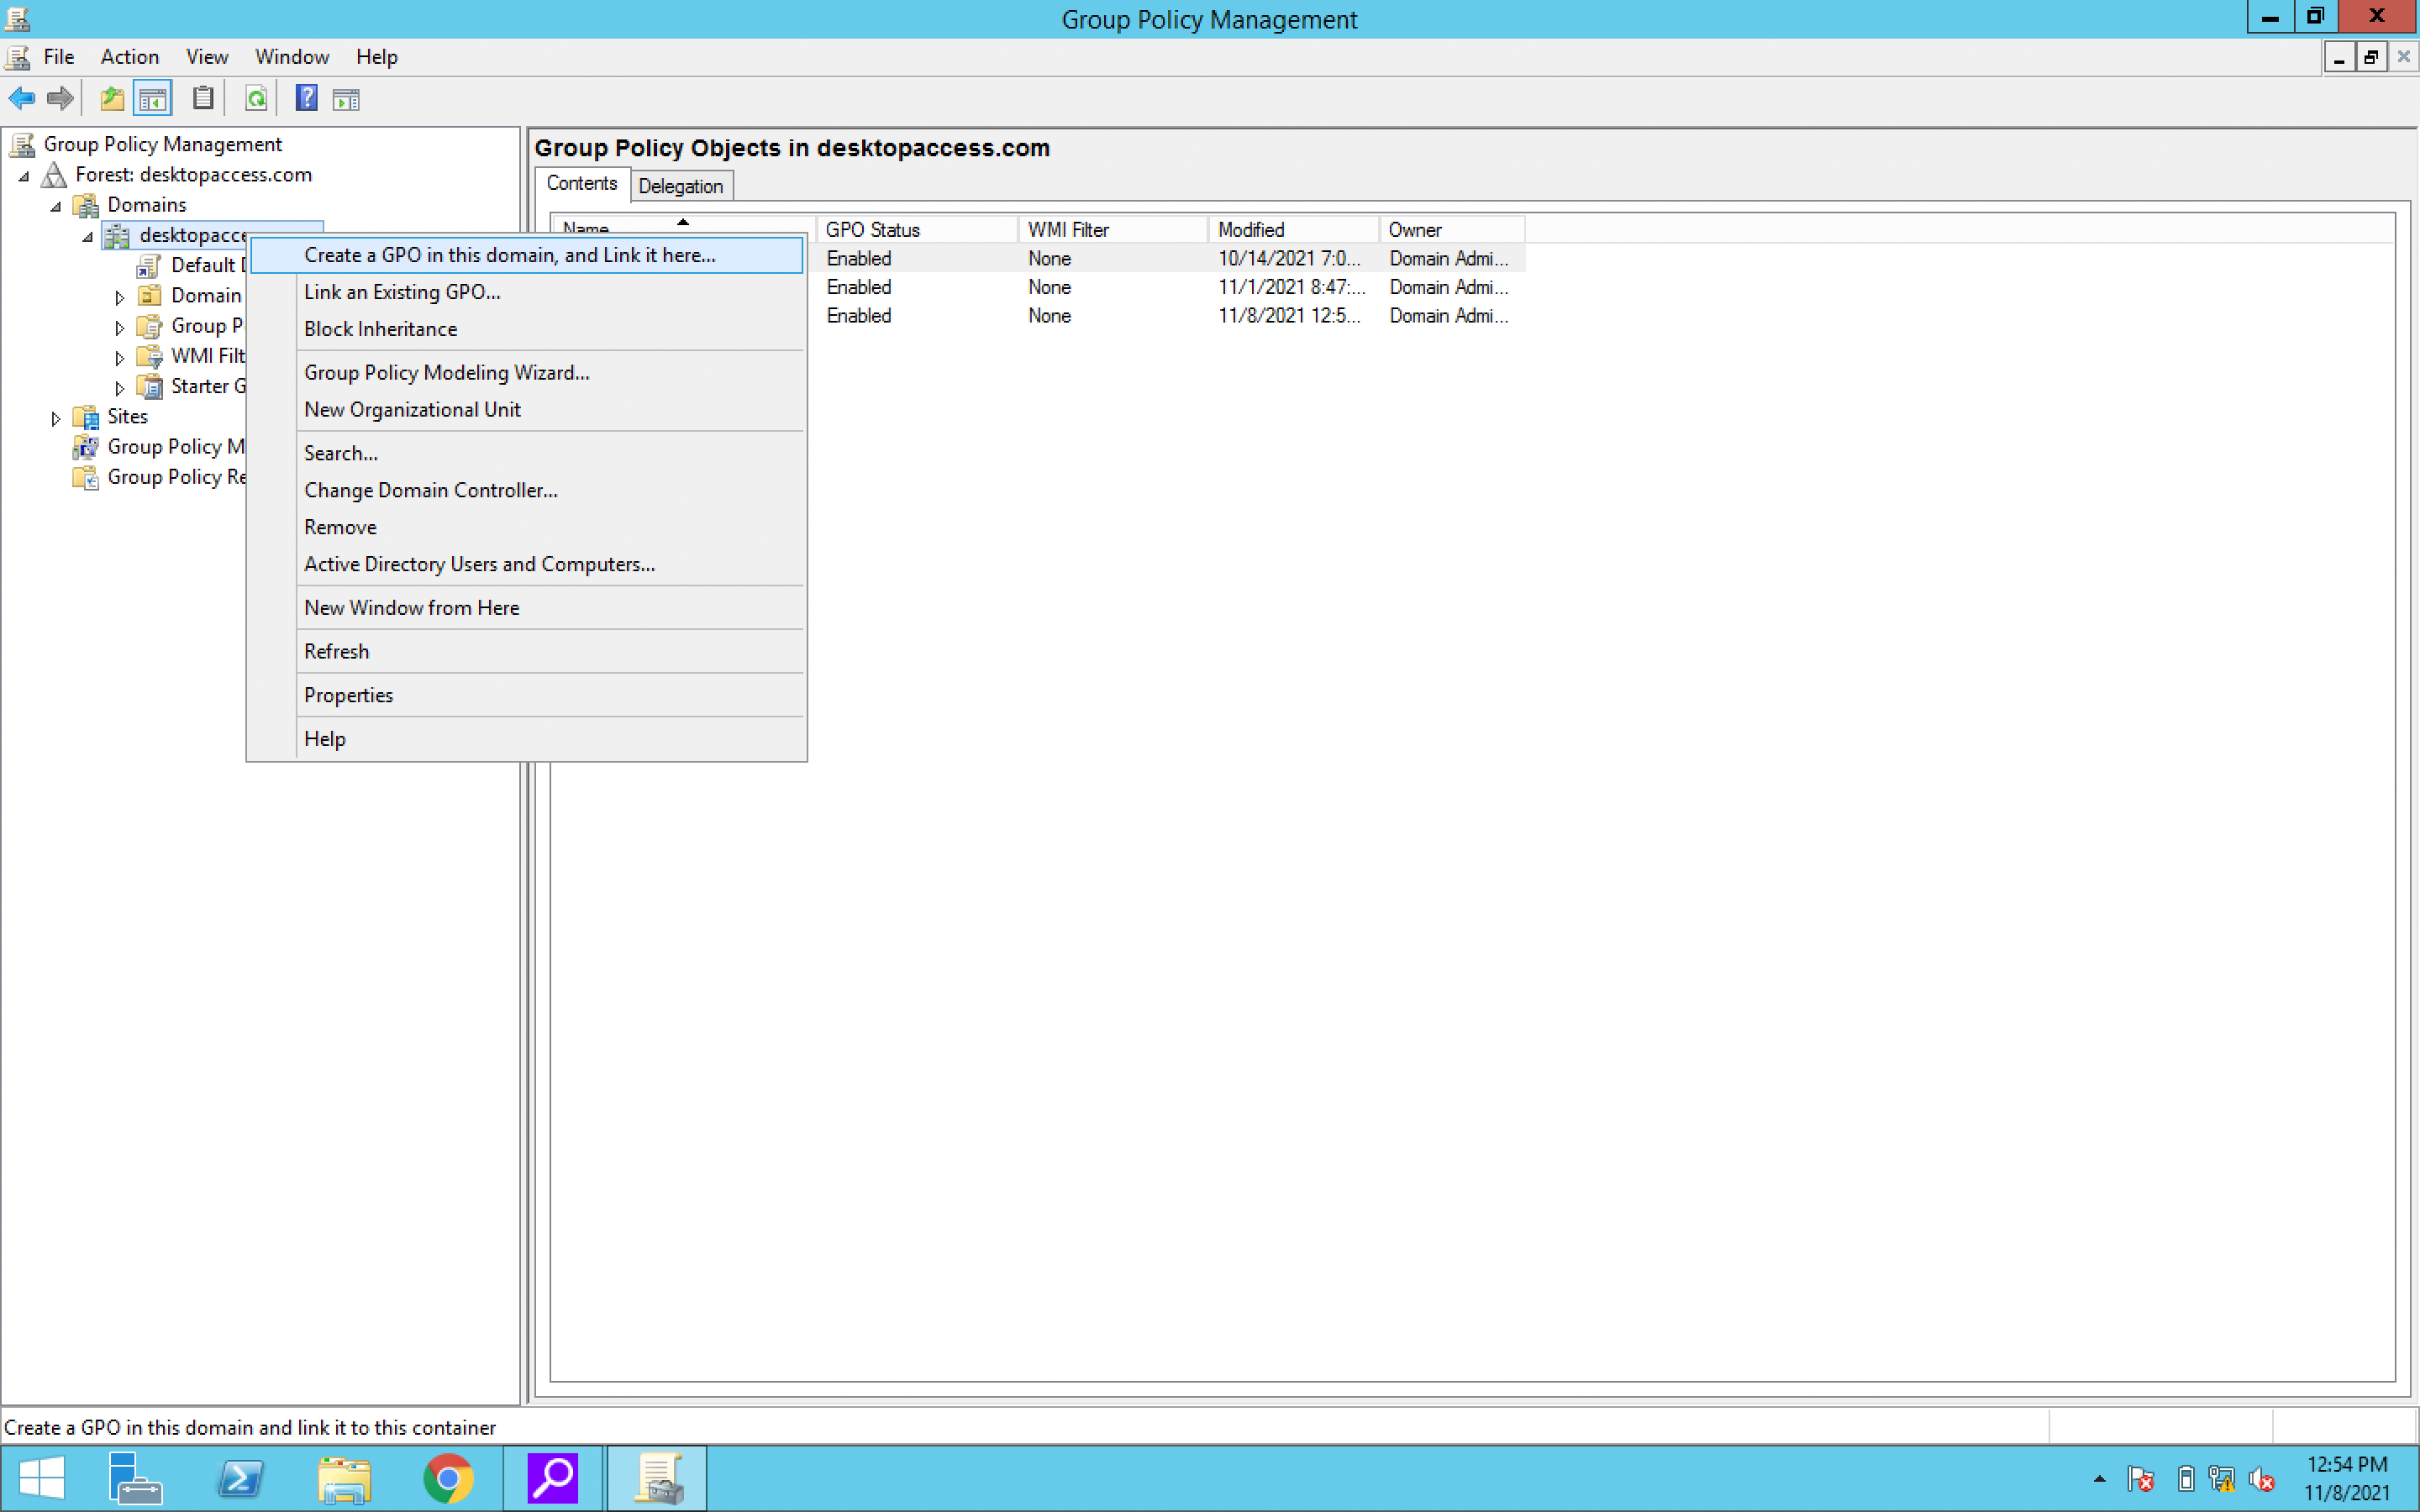 Group Policy Management
File Action View Window Help
Group Policy Management
Forest: desktopaccess.com
Domains
desktopacce
Default D
Domain
Group P
WMI Filt
Starter G
Sites
Group Policy M
Group Policy Re
Create a GPO in this domain, and Link it here...
Link an Existing GPO...
Block Inheritance
Group Policy Modeling Wizard...
New Organizational Unit
Search...
Change Domain Controller...
Remove
Active Directory Users and Computers...
New Window from Here
Refresh
Properties
Help
Group Policy Objects in desktopaccess.com
Contents Delegation
Name GPO Status WMI Filter Modified Owner
Enabled None 10/14/2021 7:0... Domain Admi...
Enabled None 11/1/2021 8:47:... Domain Admi...
Enabled None 11/8/2021 12:5... Domain Admi...
Create a GPO in this domain and link it to this container
12:54 PM
11/8/2021